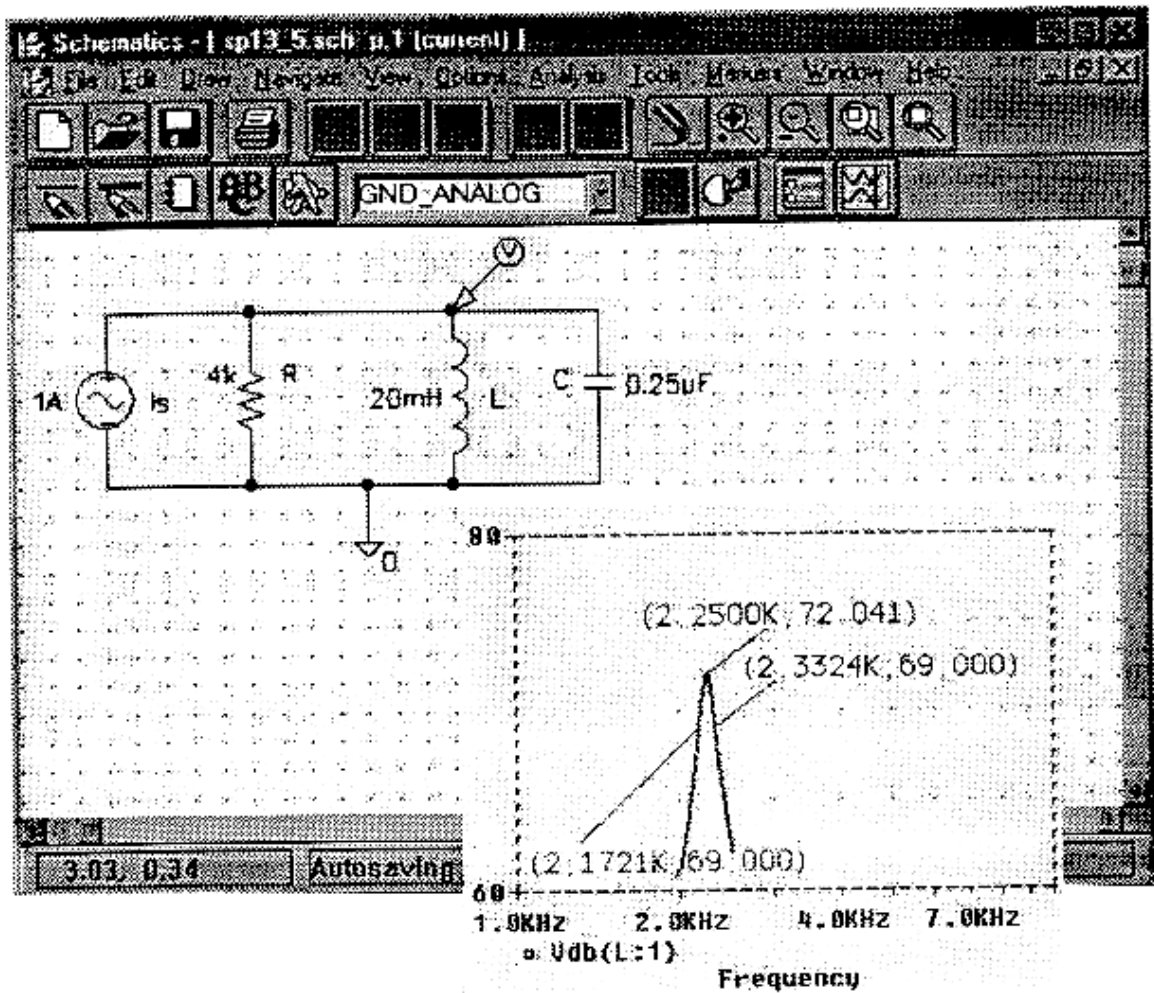 Schematics - [ sp13_5.sch p.1 (current) ]
File Edit Draw Navigate View Options Analysis Tools Markers Window Help
GND_ANALOG
V
1A Is 4k R 20mH L C 0.25uF
0
80
(2.2500K,72.041)
(2.3324K,69.000)
(2.1721K,69.000)
60
1.0KHz 2.0KHz 4.0KHz 7.0KHz
Vdb(L:1)
Frequency
3.03, 0.34 Autosaving